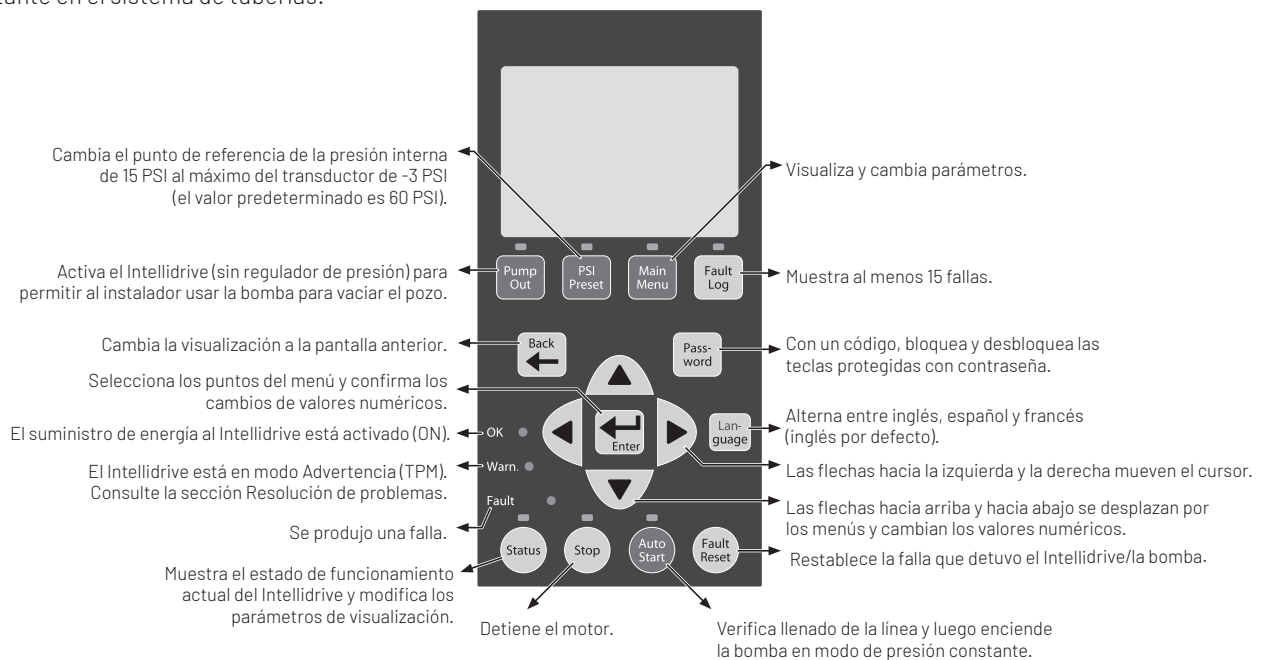 tante en el sistema de tuberías.
Cambia el punto de referencia de la presión interna
de 15 PSI al máximo del transductor de -3 PSI
(el valor predeterminado es 60 PSI).
Visualiza y cambia parámetros.
Pump
Out
PSI
Preset
Main
Menu
Fault
Log
Activa el Intellidrive (sin regulador de presión) para
permitir al instalador usar la bomba para vaciar el pozo.
Muestra al menos 15 fallas.
Cambia la visualización a la pantalla anterior.
Back
Pass-
word
Con un código, bloquea y desbloquea las
teclas protegidas con contraseña.
Selecciona los puntos del menú y confirma los
cambios de valores numéricos.
Enter
Lan-
guage
Alterna entre inglés, español y francés
(inglés por defecto).
El suministro de energía al Intellidrive está activado (ON).
OK
Las flechas hacia la izquierda y la derecha mueven el cursor.
El Intellidrive está en modo Advertencia (TPM).
Consulte la sección Resolución de problemas.
Warn.
Las flechas hacia arriba y hacia abajo se desplazan por
los menús y cambian los valores numéricos.
Fault
Se produjo una falla.
Status
Stop
Auto
Start
Fault
Reset
Restablece la falla que detuvo el Intellidrive/la bomba.
Muestra el estado de funcionamiento
actual del Intellidrive y modifica los
parámetros de visualización.
Detiene el motor.
Verifica llenado de la línea y luego enciende
la bomba en modo de presión constante.